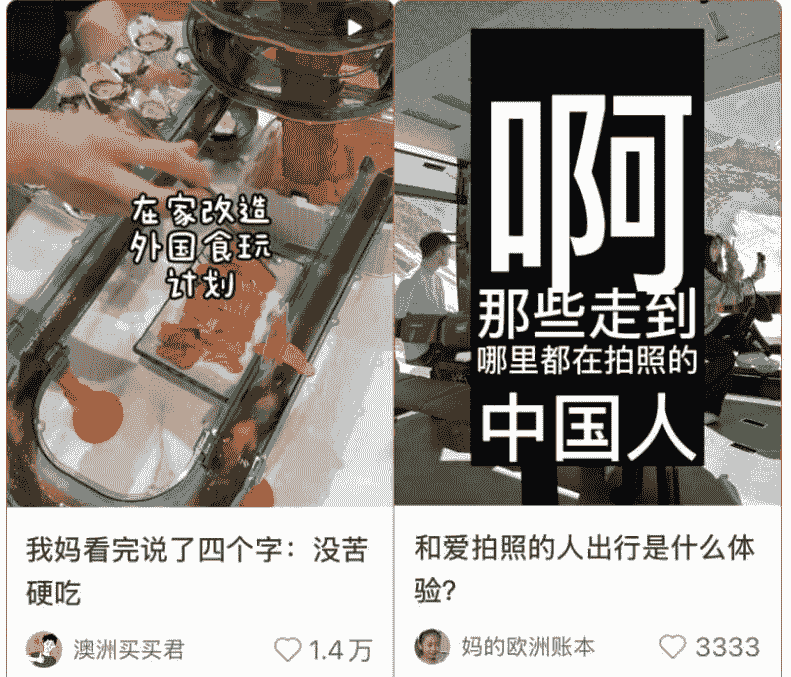 在家改造
外国食玩
计划
我妈看完说了四个字：没苦
硬吃
澳洲买买君
1.4万
啊
那些走到
哪里都在拍照的
中国人
和爱拍照的人出行是什么体
验？
妈的欧洲账本
3333